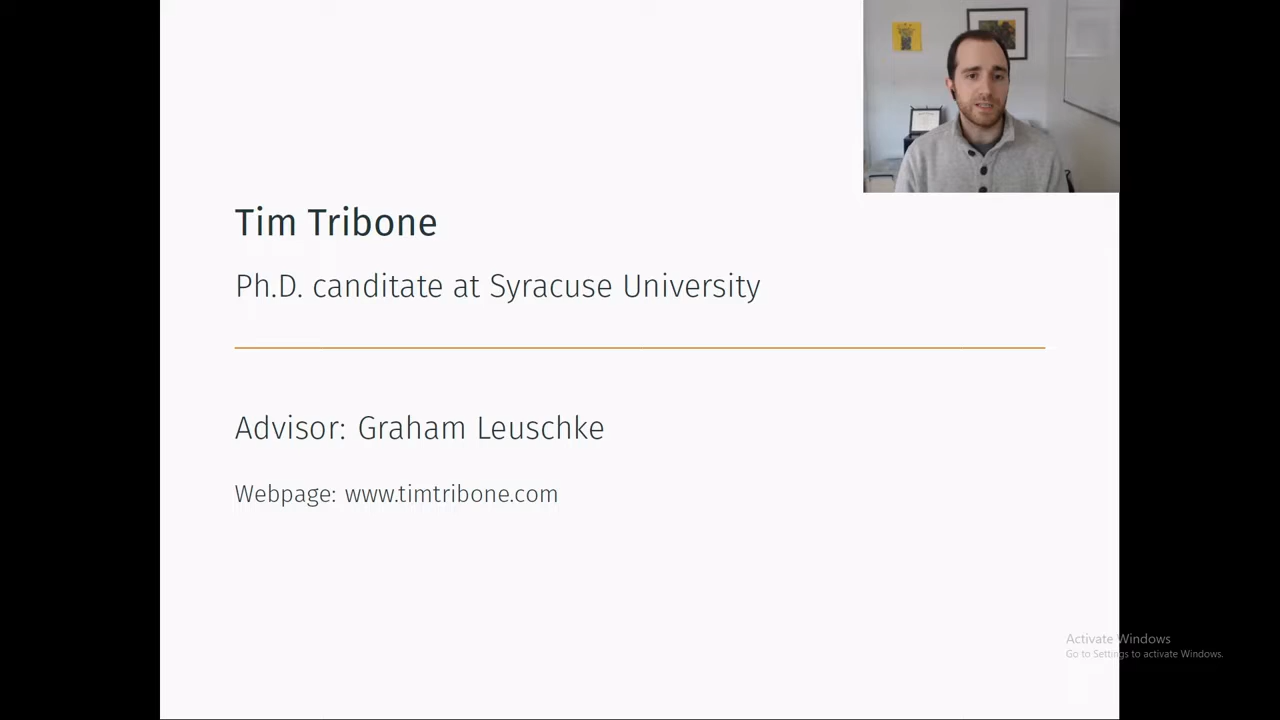 Tim Tribone
Ph.D. canditate at Syracuse University
Advisor: Graham Leuschke
Webpage: www.timtribone.com
Activate Windows
Go to Settings to activate Windows.